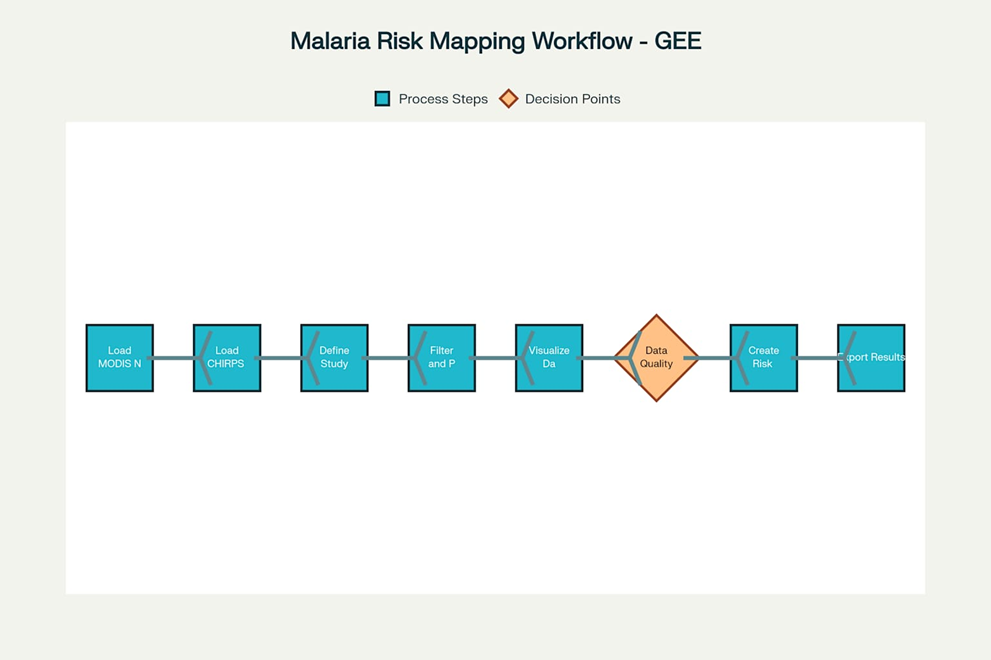 Malaria Risk Mapping Workflow - GEE
Process Steps
Decision Points
Load
MODIS N
Load
CHIRPS
Define
Study
Filter
and P
Visualize
Da
Data
Quality
Create
Risk
Export Results